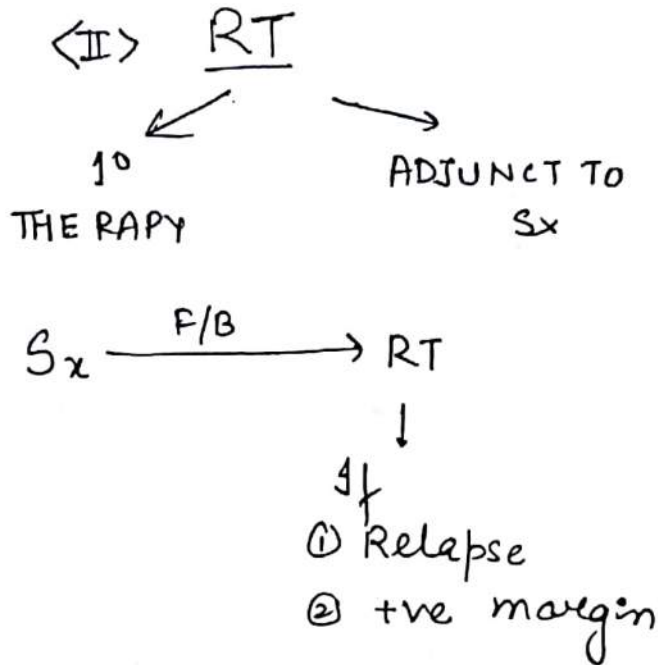 <II> RT
1° THERAPY
ADJUNCT TO Sx
Sx F/B RT
If
① Relapse
② +ve margin